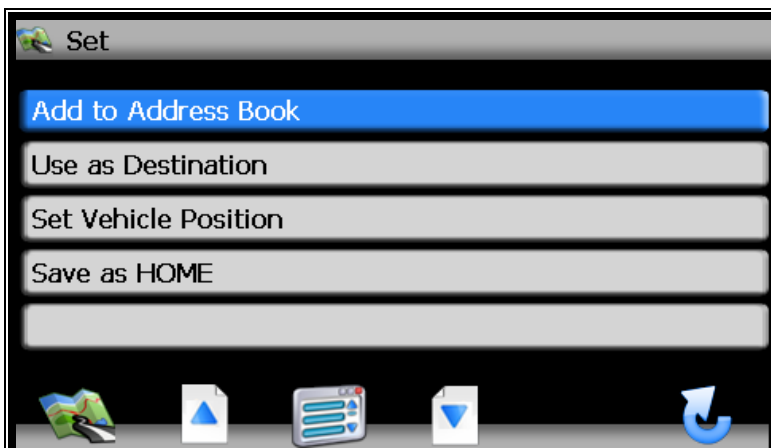 Set
Add to Address Book
Use as Destination
Set Vehicle Position
Save as HOME